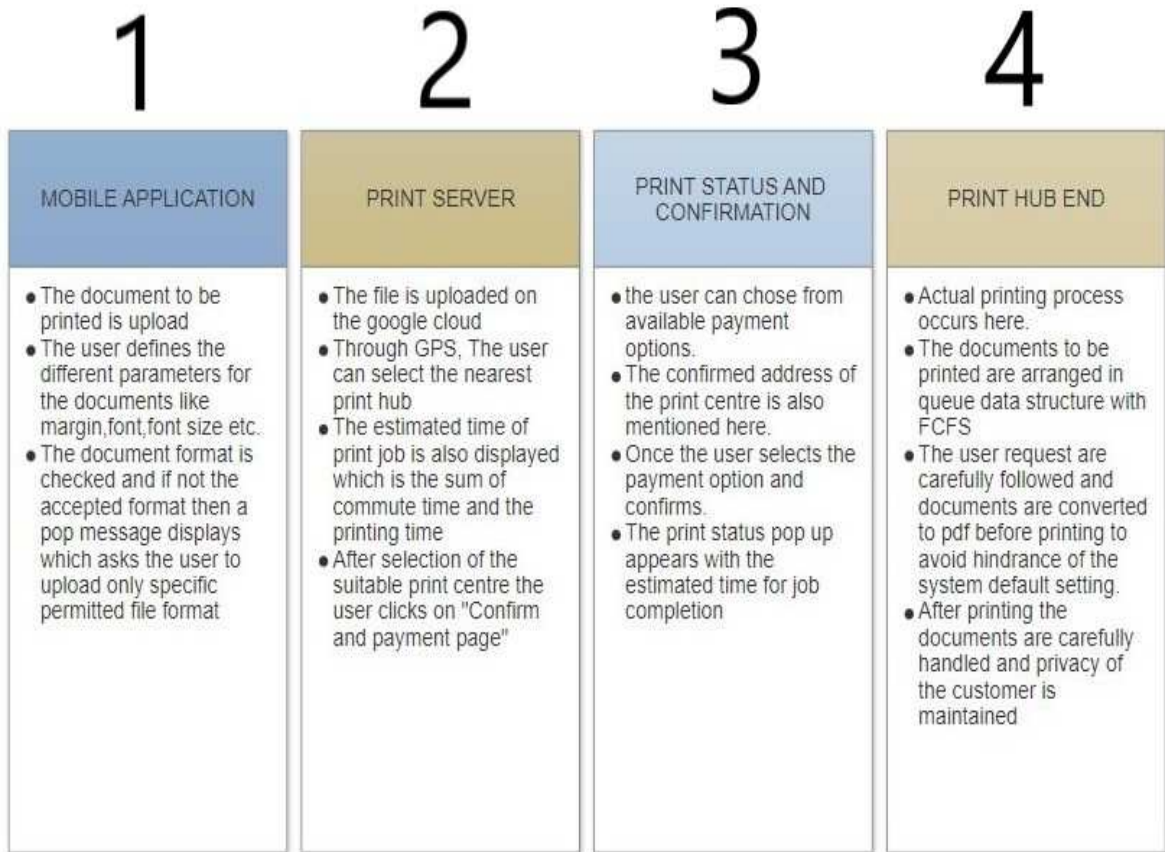 1
2
3
4
MOBILE APPLICATION
● The document to be
printed is upload
● The user defines the
different parameters for
the documents like
margin,font,font size etc.
● The document format is
checked and if not the
accepted format then a
pop message displays
which asks the user to
upload only specific
permitted file format
PRINT SERVER
● The file is uploaded on
the google cloud
● Through GPS, The user
can select the nearest
print hub
● The estimated time of
print job is also displayed
which is the sum of
commute time and the
printing time
● After selection of the
suitable print centre the
user clicks on "Confirm
and payment page"
PRINT STATUS AND
CONFIRMATION
● the user can chose from
available payment
options.
● The confirmed address of
the print centre is also
mentioned here.
● Once the user selects the
payment option and
confirms.
● The print status pop up
appears with the
estimated time for job
completion
PRINT HUB END
● Actual printing process
occurs here.
● The documents to be
printed are arranged in
queue data structure with
FCFS
● The user request are
carefully followed and
documents are converted
to pdf before printing to
avoid hindrance of the
system default setting.
● After printing the
documents are carefully
handled and privacy of
the customer is
maintained